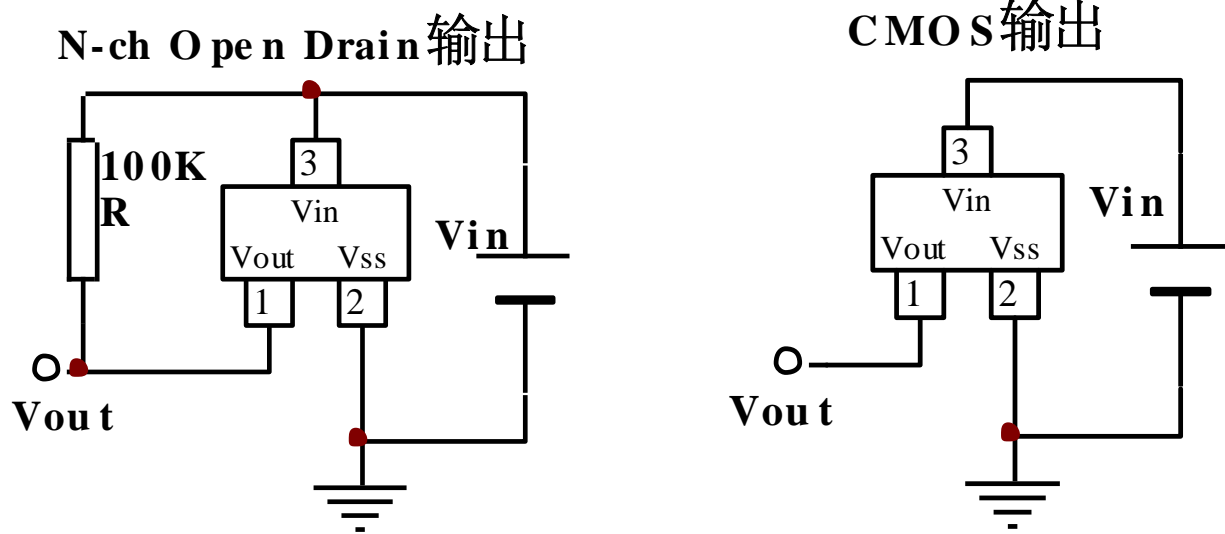 N-ch Open Drain输出
100K
R
3
Vin
Vout Vss
1 2
Vin
Vout
CMOS输出
3
Vin
Vout Vss
1 2
Vin
Vout